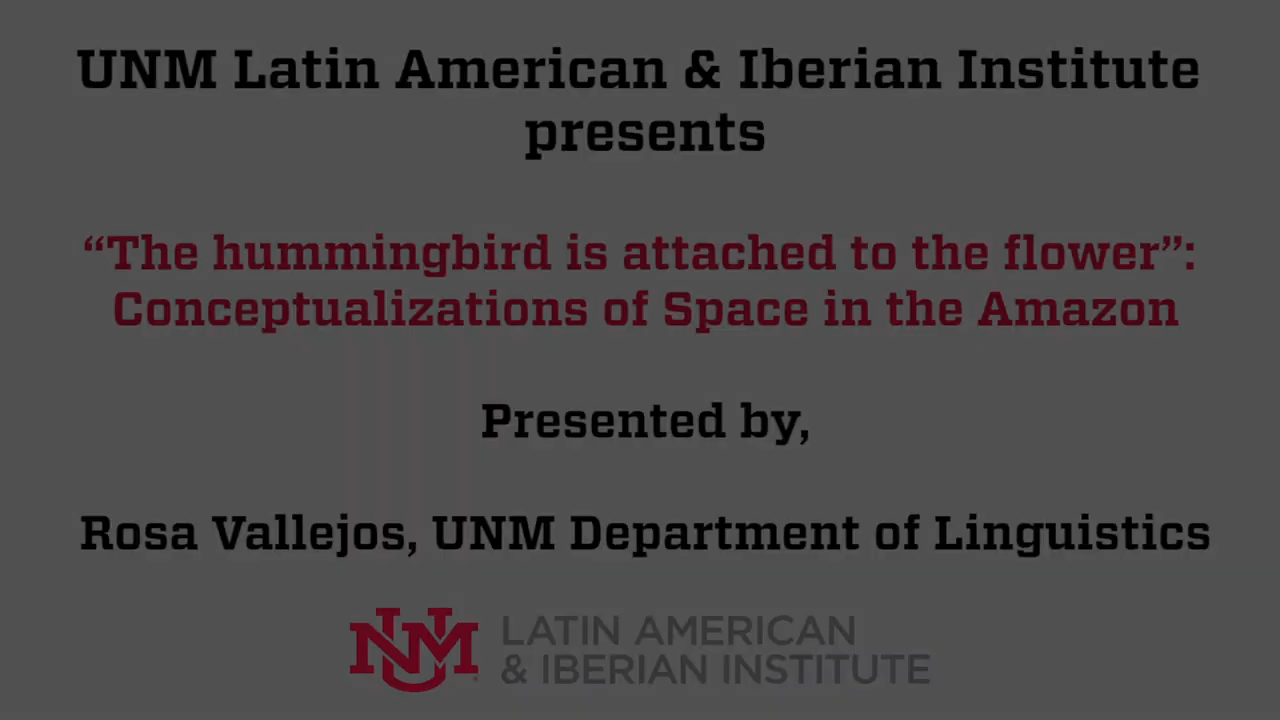 UNM Latin American & Iberian Institute
presents
“The hummingbird is attached to the flower”:
Conceptualizations of Space in the Amazon
Presented by,
Rosa Vallejos, UNM Department of Linguistics
UNM LATIN AMERICAN
& IBERIAN INSTITUTE